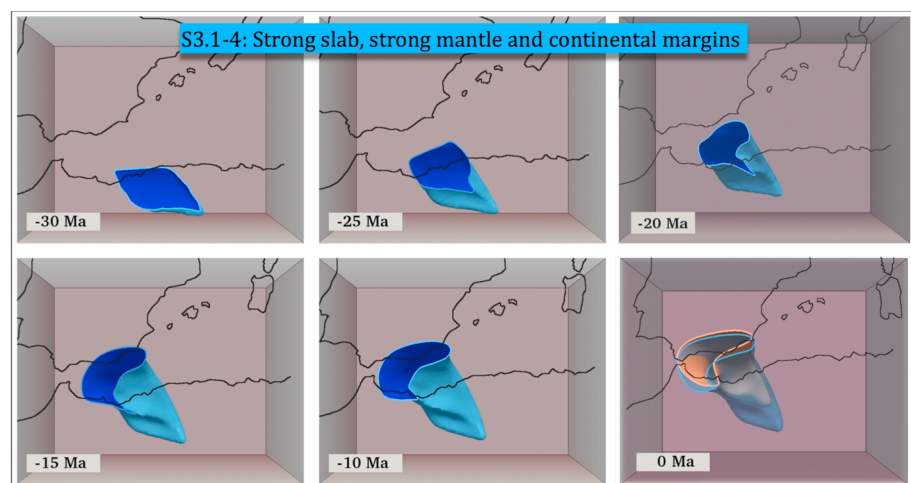 S3.1-4: Strong slab, strong mantle and continental margins
-30 Ma
-25 Ma
-20 Ma
-15 Ma
-10 Ma
0 Ma